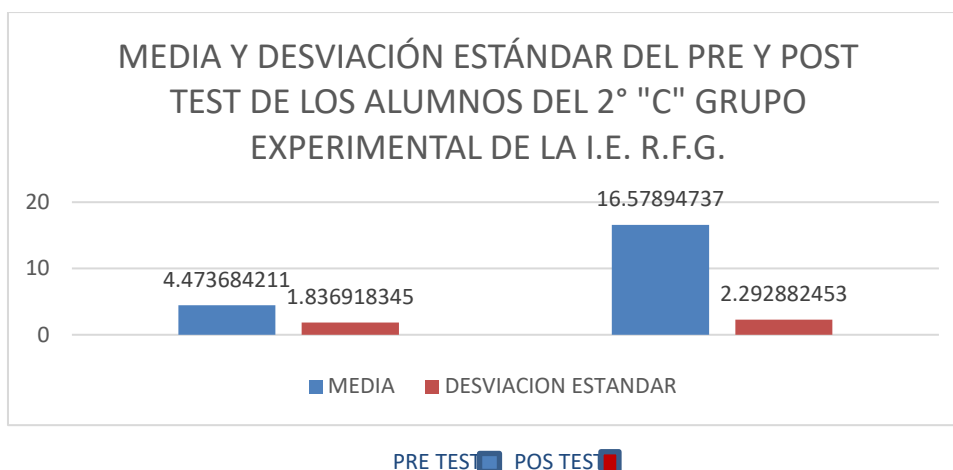 MEDIA Y DESVIACIÓN ESTÁNDAR DEL PRE Y POST
TEST DE LOS ALUMNOS DEL 2° "C" GRUPO
EXPERIMENTAL DE LA I.E. R.F.G.
20
16.57894737
10
4.473684211
1.836918345
2.292882453
0
MEDIA DESVIACION ESTANDAR
PRE TEST POS TEST